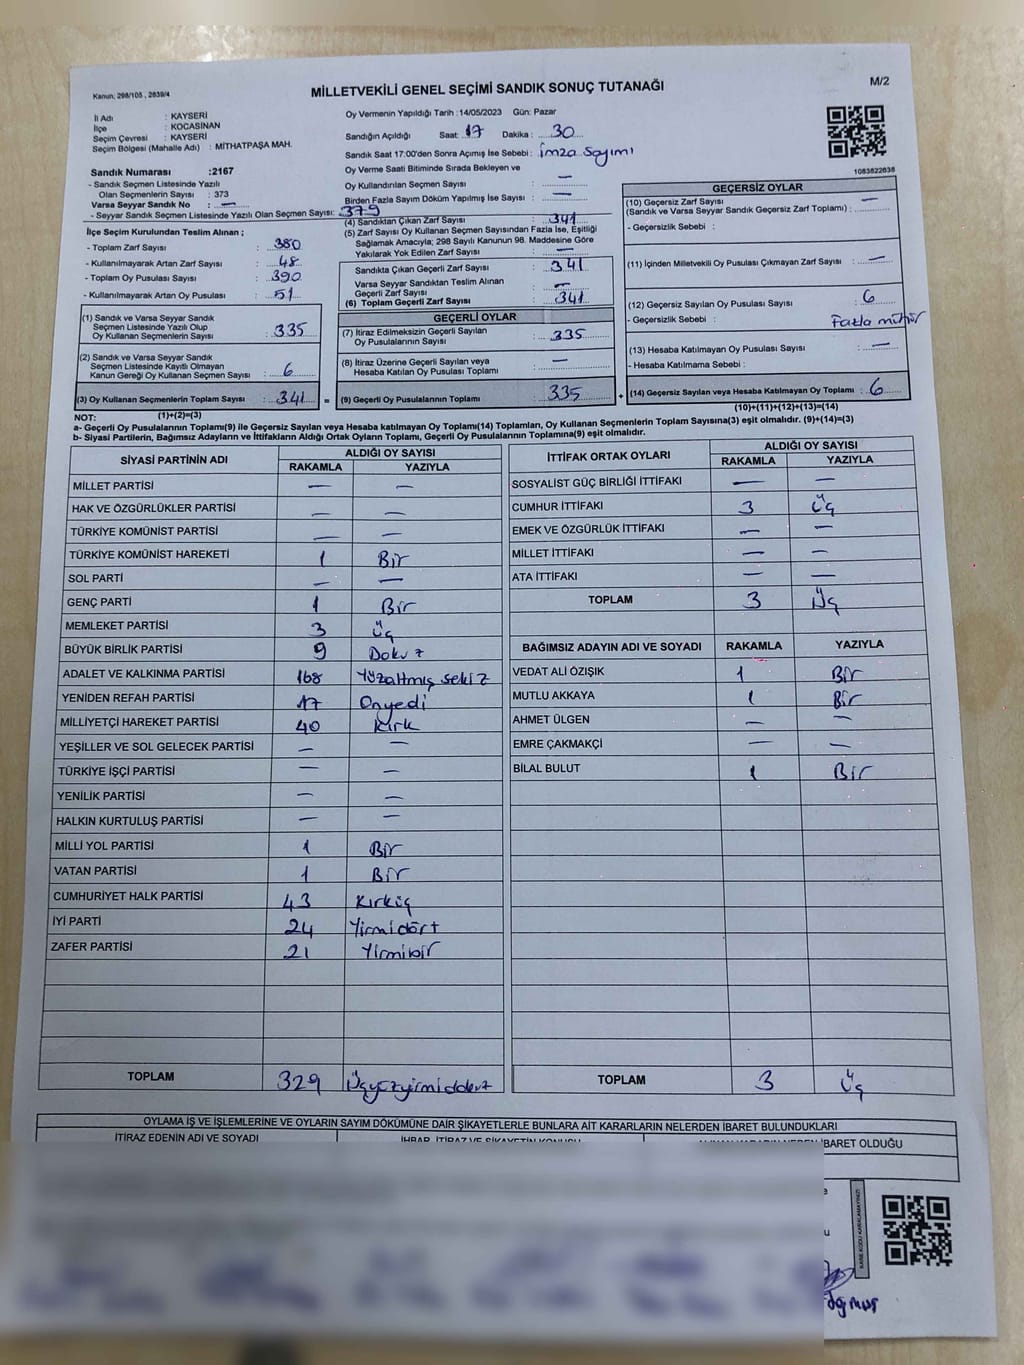 Kanun; 298/105 , 2839/4
MİLLETVEKİLİ GENEL SEÇİMİ SANDIK SONUÇ TUTANAĞI
M/2
İl Adı : KAYSERİ
İlçe : KOCASİNAN
Seçim Çevresi : KAYSERİ
Seçim Bölgesi (Mahalle Adı) : MİTHATPAŞA MAH.
Sandık Numarası :2167
- Sandık Seçmen Listesinde Yazılı
Olan Seçmenlerin Sayısı : 373
Varsa Seyyar Sandık No : —
- Seyyar Sandık Seçmen Listesinde Yazılı Olan Seçmen Sayısı: 379
İlçe Seçim Kurulundan Teslim Alınan ;
- Toplam Zarf Sayısı : 380
- Kullanılmayarak Artan Zarf Sayısı : 48
- Toplam Oy Pusulası Sayısı : 390
- Kullanılmayarak Artan Oy Pusulası : 51
(1) Sandık ve Varsa Seyyar Sandık
Seçmen Listesinde Yazılı Olup
Oy Kullanan Seçmenlerin Sayısı : 335
(2) Sandık ve Varsa Seyyar Sandık
Seçmen Listesinde Kayıtlı Olmayan
Kanun Gereği Oy Kullanan Seçmen Sayısı : 6
(3) Oy Kullanan Seçmenlerin Toplam Sayısı : 341 =
Oy Vermenin Yapıldığı Tarih :14/05/2023 Gün: Pazar
Sandığın Açıldığı Saat: 17 Dakika : 30
Sandık Saat 17:00'den Sonra Açımış İse Sebebi : İmza Sayımı
Oy Verme Saati Bitiminde Sırada Bekleyen ve
Oy Kullandırılan Seçmen Sayısı : —
Birden Fazla Sayım Döküm Yapılmış İse Sayısı : —
(4) Sandıktan Çıkan Zarf Sayısı : 341
(5) Zarf Sayısı Oy Kullanan Seçmen Sayısından Fazla İse, Eşitliği
Sağlamak Amacıyla; 298 Sayılı Kanunun 98. Maddesine Göre
Yakılarak Yok Edilen Zarf Sayısı : —
Sandıkta Çıkan Geçerli Zarf Sayısı : 341
Varsa Seyyar Sandıktan Teslim Alınan
Geçerli Zarf Sayısı : —
(6) Toplam Geçerli Zarf Sayısı : 341
GEÇERLİ OYLAR
(7) İtiraz Edilmeksizin Geçerli Sayılan
Oy Pusulalarının Sayısı : 335
(8) İtiraz Üzerine Geçerli Sayılan veya
Hesaba Katılan Oy Pusulası Toplamı : —
(9) Geçerli Oy Pusulalarının Toplamı : 335 +
1083822636
GEÇERSİZ OYLAR
(10) Geçersiz Zarf Sayısı
(Sandık ve Varsa Seyyar Sandık Geçersiz Zarf Toplamı) : —
- Geçersizlik Sebebi :
(11) İçinden Milletvekili Oy Pusulası Çıkmayan Zarf Sayısı : —
(12) Geçersiz Sayılan Oy Pusulası Sayısı : 6
- Geçersizlik Sebebi : Fazla mühür
(13) Hesaba Katılmayan Oy Pusulası Sayısı : —
- Hesaba Katılmama Sebebi :
(14) Geçersiz Sayılan veya Hesaba Katılmayan Oy Toplamı : 6
NOT: (1)+(2)=(3)
(10)+(11)+(12)+(13)=(14)
a- Geçerli Oy Pusulalarının Toplamı(9) ile Geçersiz Sayılan veya Hesaba katılmayan Oy Toplamı(14) Toplamları, Oy Kullanan Seçmenlerin Toplam Sayısına(3) eşit olmalıdır. (9)+(14)=(3)
b- Siyasi Partilerin, Bağımsız Adayların ve İttifakların Aldığı Ortak Oyların Toplamı, Geçerli Oy Pusulalarının Toplamına(9) eşit olmalıdır.
SİYASİ PARTİNİN ADI ALDIĞI OY SAYISI
RAKAMLA YAZIYLA
MİLLET PARTİSİ — —
HAK VE ÖZGÜRLÜKLER PARTİSİ — —
TÜRKİYE KOMÜNİST PARTİSİ — —
TÜRKİYE KOMÜNİST HAREKETİ 1 Bir
SOL PARTİ — —
GENÇ PARTİ 1 Bir
MEMLEKET PARTİSİ 3 Üç
BÜYÜK BİRLİK PARTİSİ 9 Dokuz
ADALET VE KALKINMA PARTİSİ 168 Yüzaltmış sekiz
YENİDEN REFAH PARTİSİ 17 Onyedi
MİLLİYETÇİ HAREKET PARTİSİ 40 Kırk
YEŞİLLER VE SOL GELECEK PARTİSİ — —
TÜRKİYE İŞÇİ PARTİSİ — —
YENİLİK PARTİSİ — —
HALKIN KURTULUŞ PARTİSİ — —
MİLLİ YOL PARTİSİ 1 Bir
VATAN PARTİSİ 1 Bir
CUMHURİYET HALK PARTİSİ 43 Kırküç
İYİ PARTİ 24 Yirmidört
ZAFER PARTİSİ 21 Yirmibir
TOPLAM 329 Üçyüzyirmidokuz
İTTİFAK ORTAK OYLARI ALDIĞI OY SAYISI
RAKAMLA YAZIYLA
SOSYALİST GÜÇ BİRLİĞİ İTTİFAKI — —
CUMHUR İTTİFAKI 3 Üç
EMEK VE ÖZGÜRLÜK İTTİFAKI — —
MİLLET İTTİFAKI — —
ATA İTTİFAKI — —
TOPLAM 3 Üç
BAĞIMSIZ ADAYIN ADI VE SOYADI RAKAMLA YAZIYLA
VEDAT ALİ ÖZIŞIK 1 Bir
MUTLU AKKAYA 1 Bir
AHMET ÜLGEN — —
EMRE ÇAKMAKÇİ — —
BİLAL BULUT 1 Bir
TOPLAM 3 Üç
OYLAMA İŞ VE İŞLEMLERİNE VE OYLARIN SAYIM DÖKÜMÜNE DAİR ŞİKAYETLERLE BUNLARA AİT KARARLARIN NELERDEN İBARET BULUNDUKLARI
İTİRAZ EDENİN ADI VE SOYADI
İHBAR, İTİRAZ VE ŞİKAYETİN KONUSU
İBARET OLDUĞU
KARE KODU KARALAMAYINIZ!